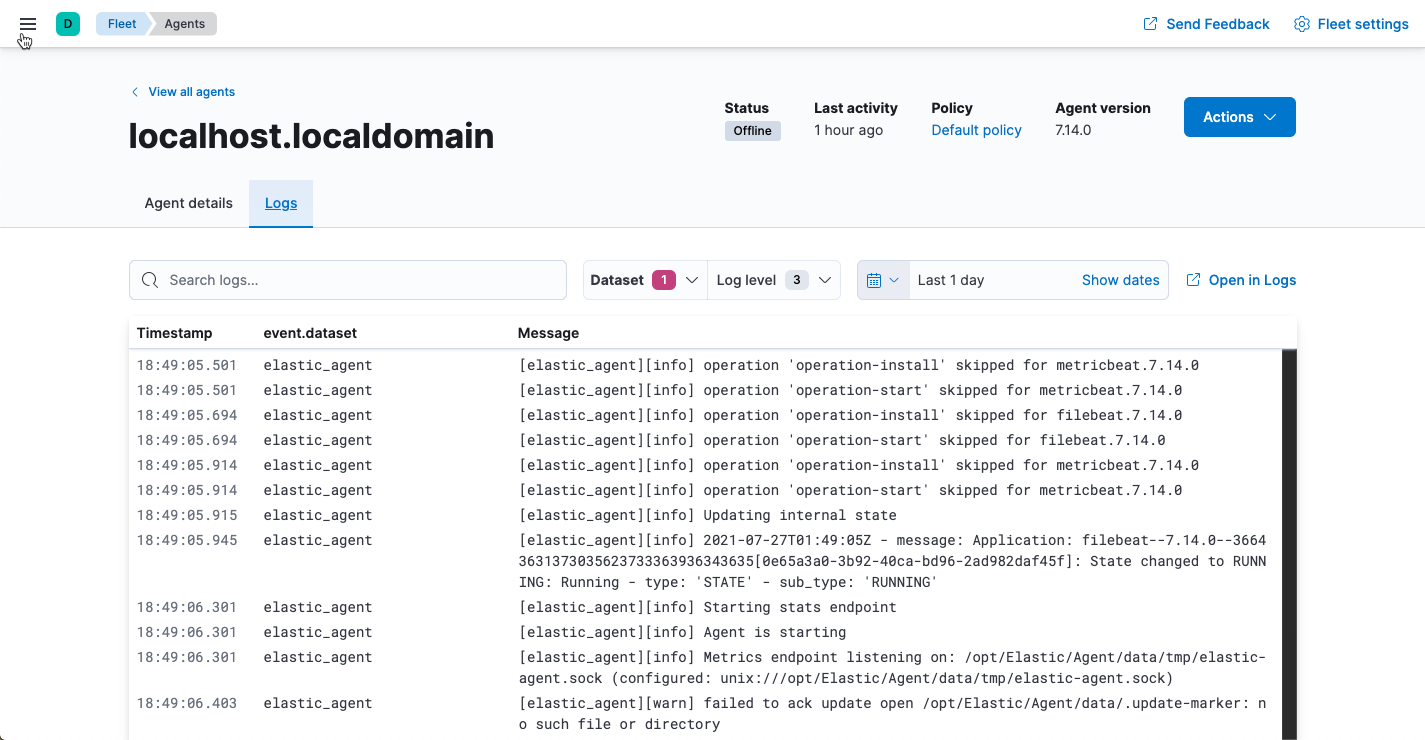 D Fleet Agents Send Feedback Fleet settings
View all agents
localhost.localdomain
Status Last activity Policy Agent version
Offline 1 hour ago Default policy 7.14.0
Actions
Agent details Logs
Search logs... Dataset 1 Log level 3 Last 1 day Show dates Open in Logs
Timestamp event.dataset Message
18:49:05.501 elastic_agent [elastic_agent][info] operation 'operation-install' skipped for metricbeat.7.14.0
18:49:05.501 elastic_agent [elastic_agent][info] operation 'operation-start' skipped for metricbeat.7.14.0
18:49:05.694 elastic_agent [elastic_agent][info] operation 'operation-install' skipped for filebeat.7.14.0
18:49:05.694 elastic_agent [elastic_agent][info] operation 'operation-start' skipped for filebeat.7.14.0
18:49:05.914 elastic_agent [elastic_agent][info] operation 'operation-install' skipped for metricbeat.7.14.0
18:49:05.914 elastic_agent [elastic_agent][info] operation 'operation-start' skipped for metricbeat.7.14.0
18:49:05.915 elastic_agent [elastic_agent][info] Updating internal state
18:49:05.945 elastic_agent [elastic_agent][info] 2021-07-27T01:49:05Z - message: Application: filebeat--7.14.0--3664
3631373035623733363936343635[0e65a3a0-3b92-40ca-bd96-2ad982daf45f]: State changed to RUNN
ING: Running - type: 'STATE' - sub_type: 'RUNNING'
18:49:06.301 elastic_agent [elastic_agent][info] Starting stats endpoint
18:49:06.301 elastic_agent [elastic_agent][info] Agent is starting
18:49:06.301 elastic_agent [elastic_agent][info] Metrics endpoint listening on: /opt/Elastic/Agent/data/tmp/elastic-
agent.sock (configured: unix:///opt/Elastic/Agent/data/tmp/elastic-agent.sock)
18:49:06.403 elastic_agent [elastic_agent][warn] failed to ack update open /opt/Elastic/Agent/data/.update-marker: n
o such file or directory